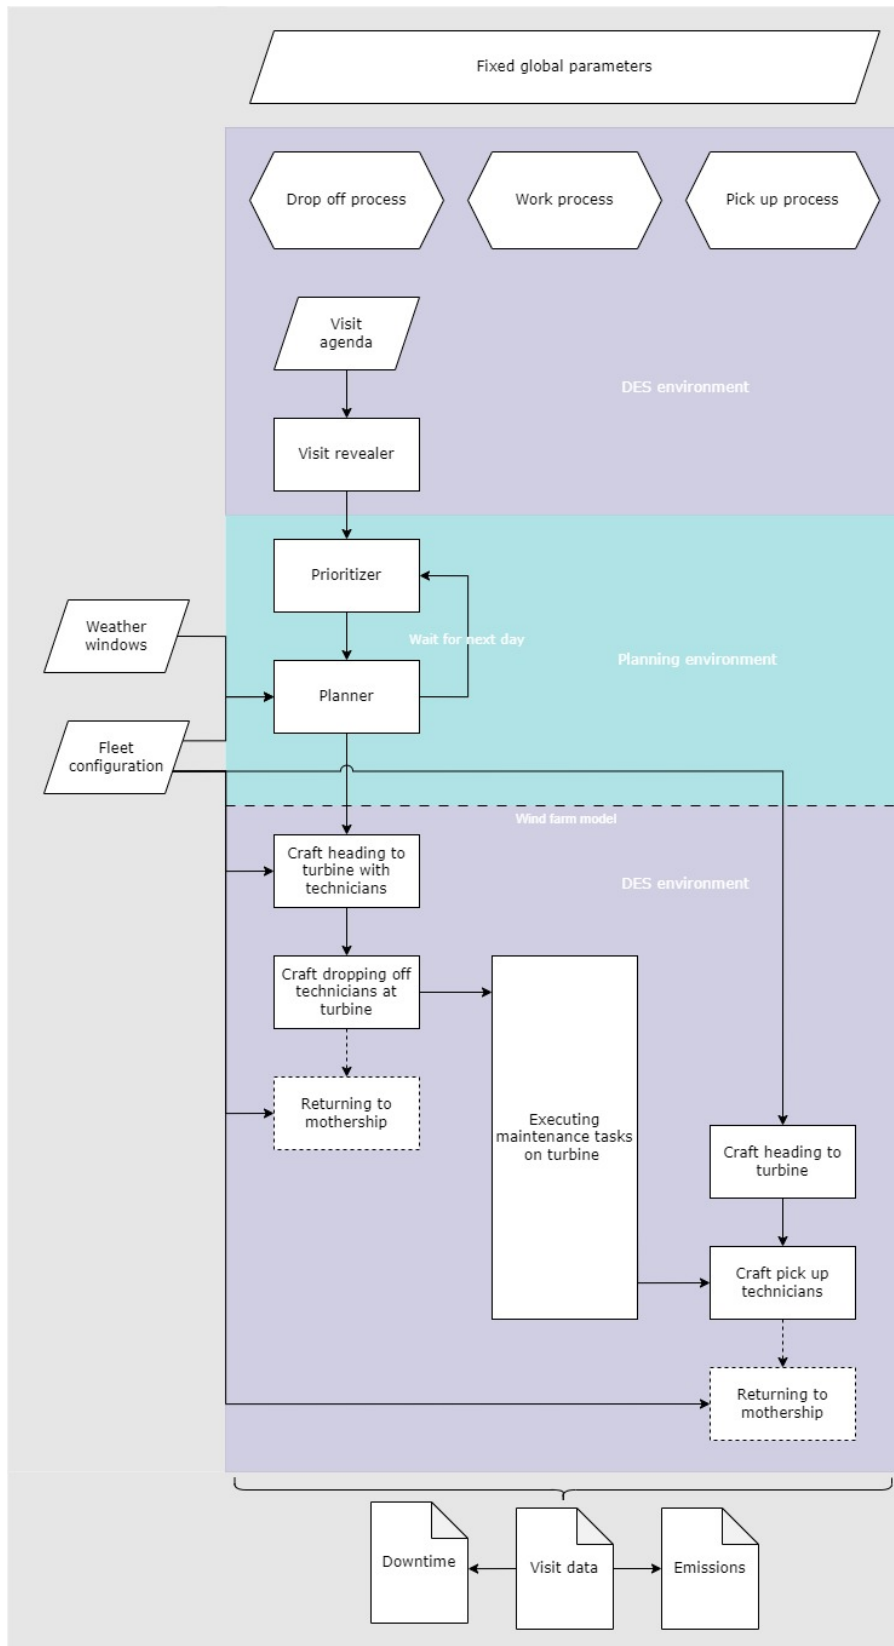 Fixed global parameters
Drop off process
Work process
Pick up process
Visit
agenda
DES environment
Visit revealer
Prioritizer
Weather
windows
Wait for next day
Planning environment
Planner
Fleet
configuration
Wind farm model
Craft heading to
turbine with
technicians
DES environment
Craft dropping off
technicians at
turbine
Returning to
mothership
Executing
maintenance tasks
on turbine
Craft heading to
turbine
Craft pick up
technicians
Returning to
mothership
Downtime
Visit data
Emissions